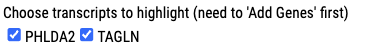 Choose transcripts to highlight (need to 'Add Genes' first)
PHLDA2 TAGLN